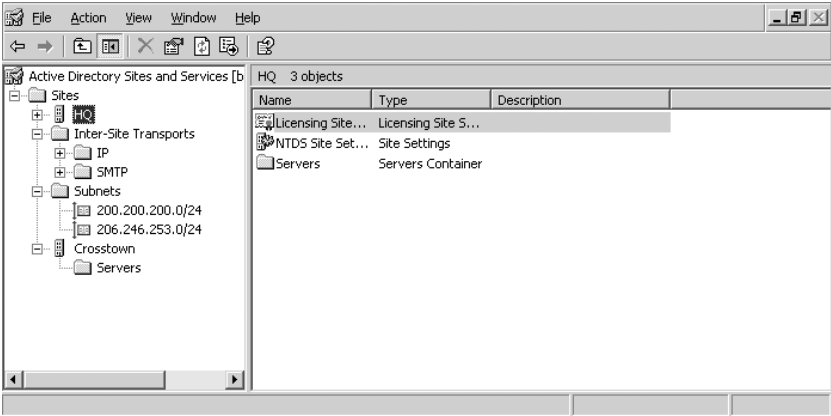 File Action View Window Help
Active Directory Sites and Services [b
Sites
HQ
Inter-Site Transports
IP
SMTP
Subnets
200.200.200.0/24
206.246.253.0/24
Crosstown
Servers
HQ 3 objects
Name Type Description
Licensing Site... Licensing Site S...
NTDS Site Set... Site Settings
Servers Servers Container